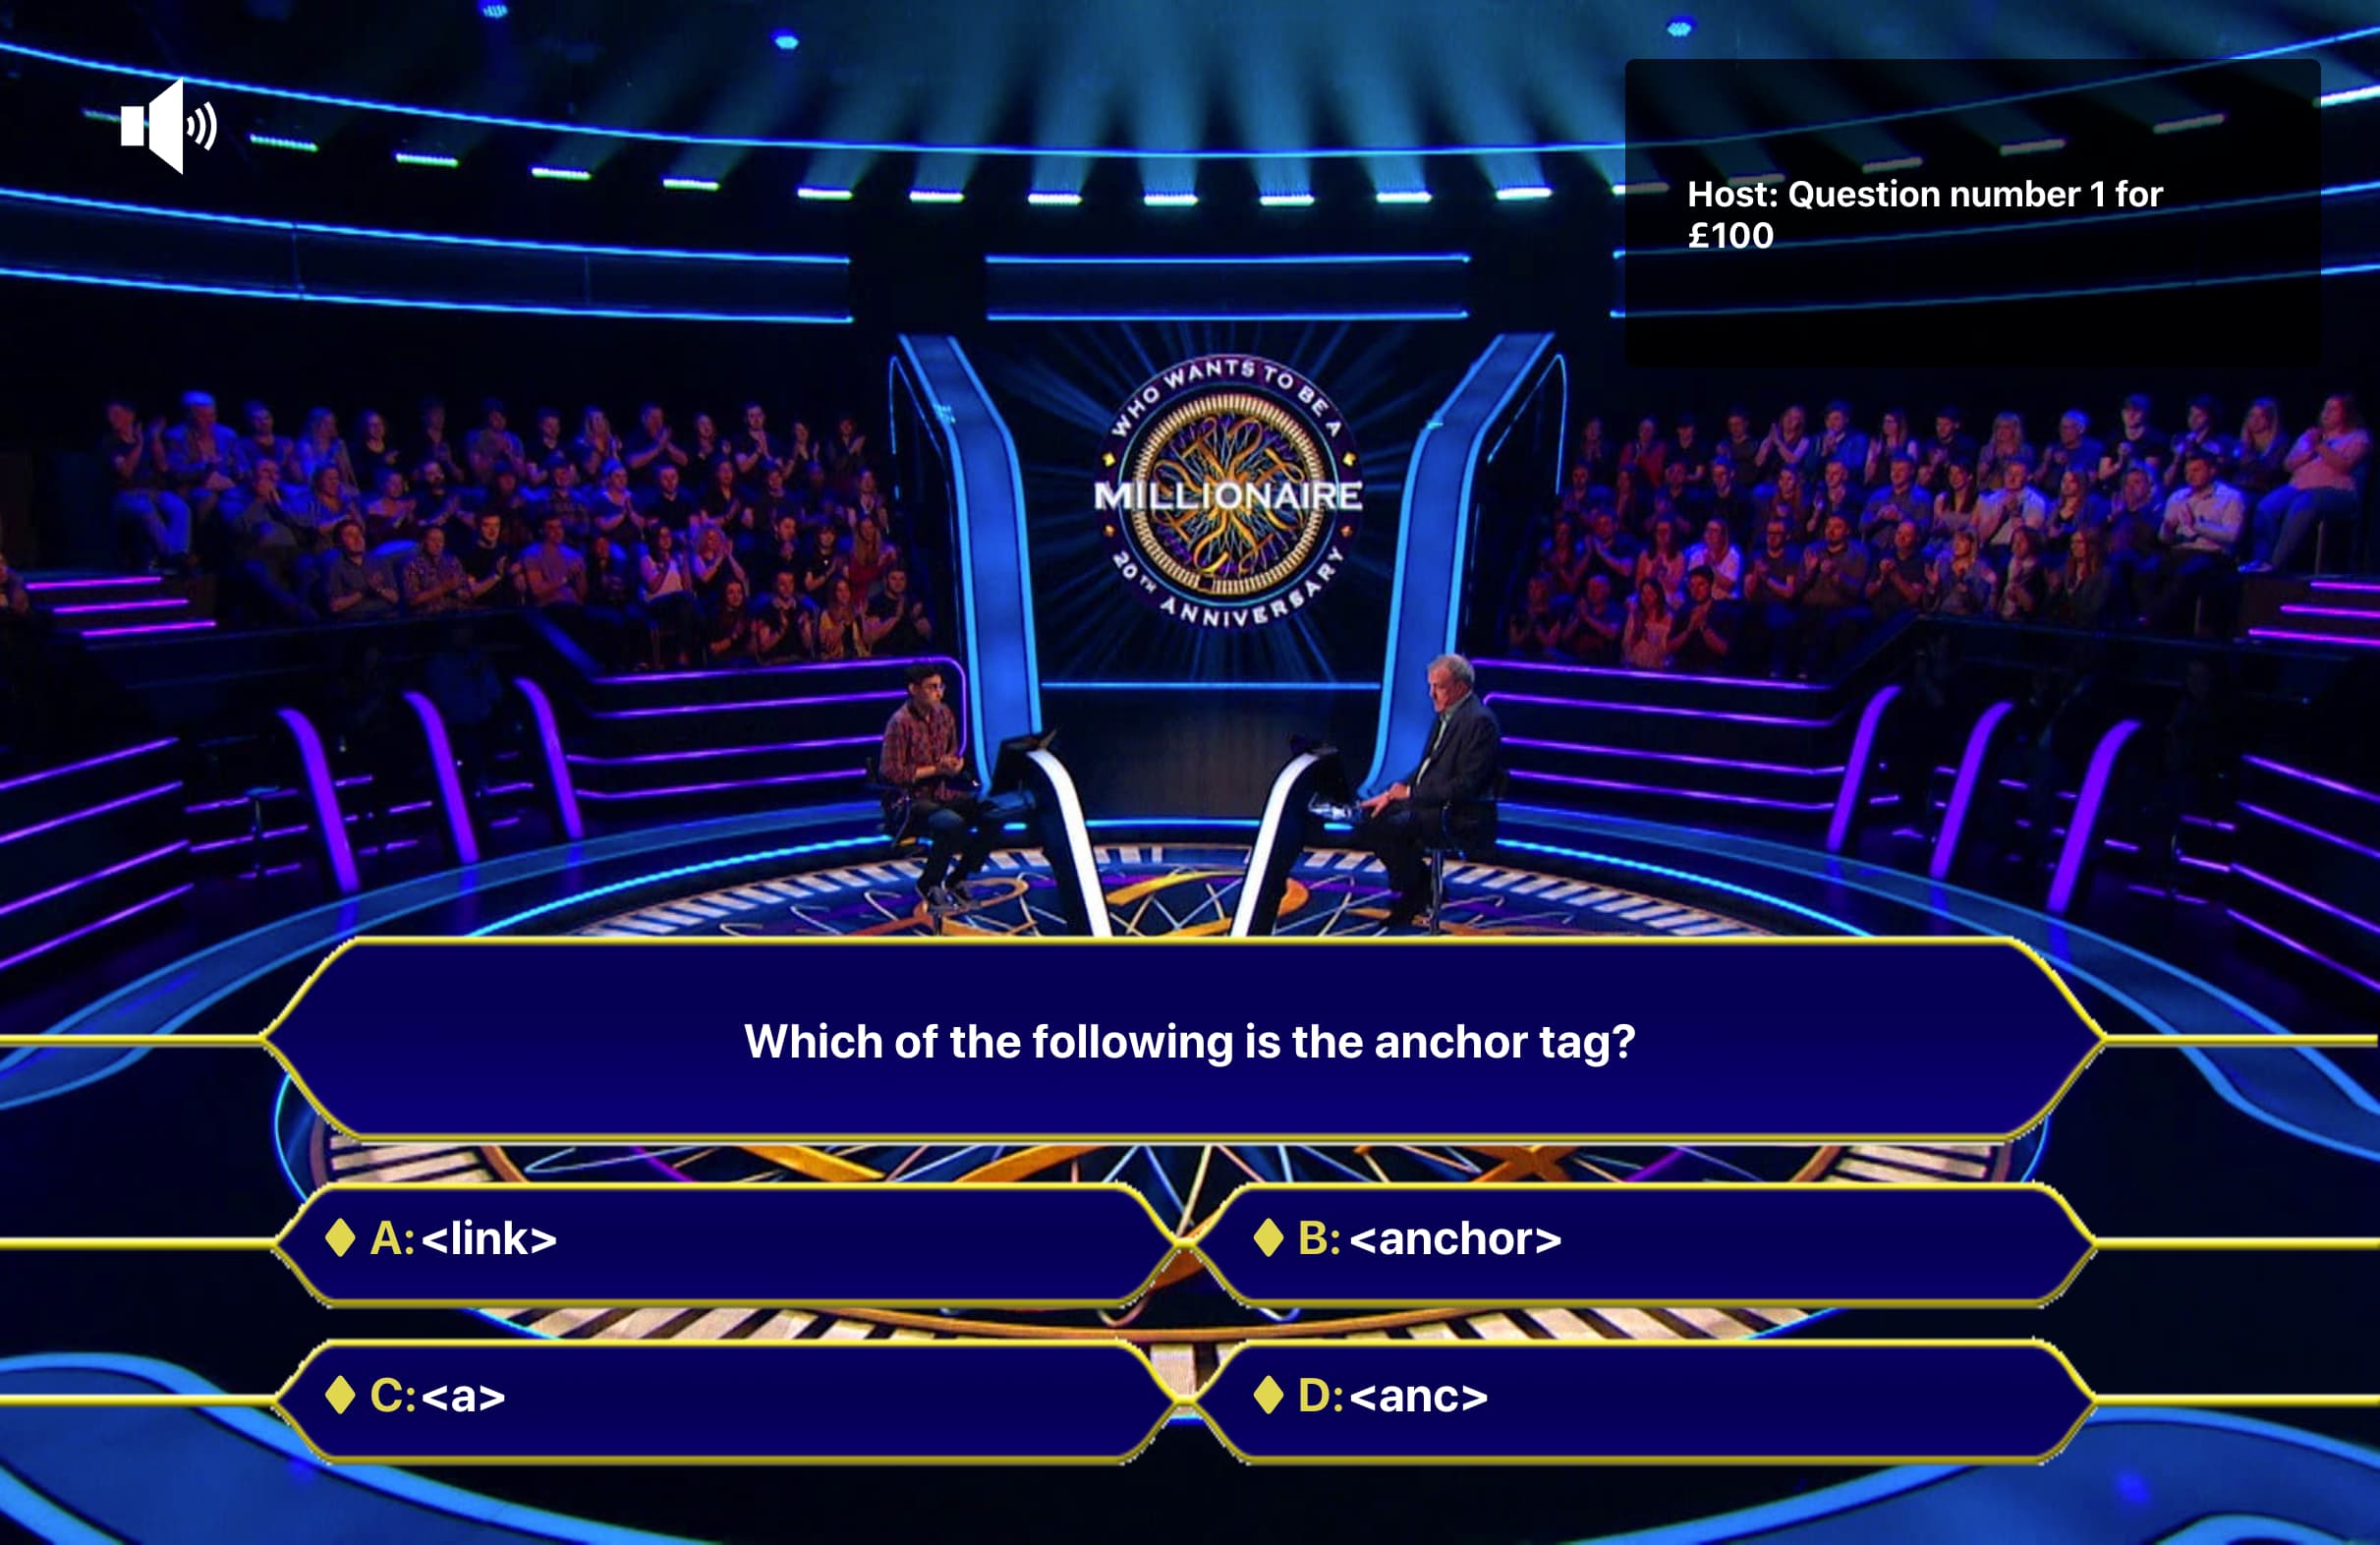 Host: Question number 1 for
£100
WHO WANTS TO BE A
MILLIONAIRE
20TH ANNIVERSARY
Which of the following is the anchor tag?
A: <link>
B: <anchor>
C: <a>
D: <anc>